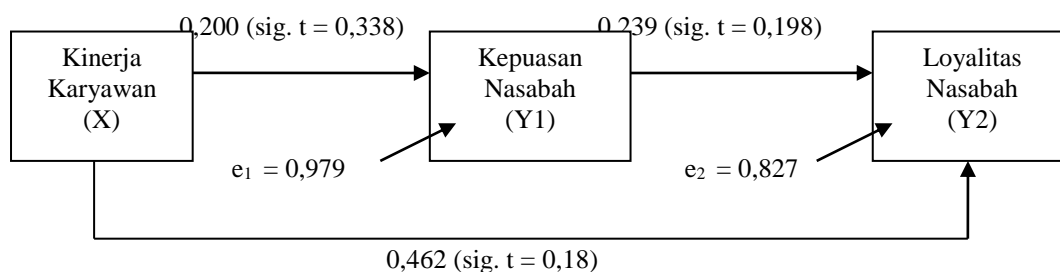 0,200 (sig. t = 0,338)
0,239 (sig. t = 0,198)
Kinerja
Karyawan
(X)
Kepuasan
Nasabah
(Y1)
Loyalitas
Nasabah
(Y2)
e₁ = 0,979
e₂ = 0,827
0,462 (sig. t = 0,18)